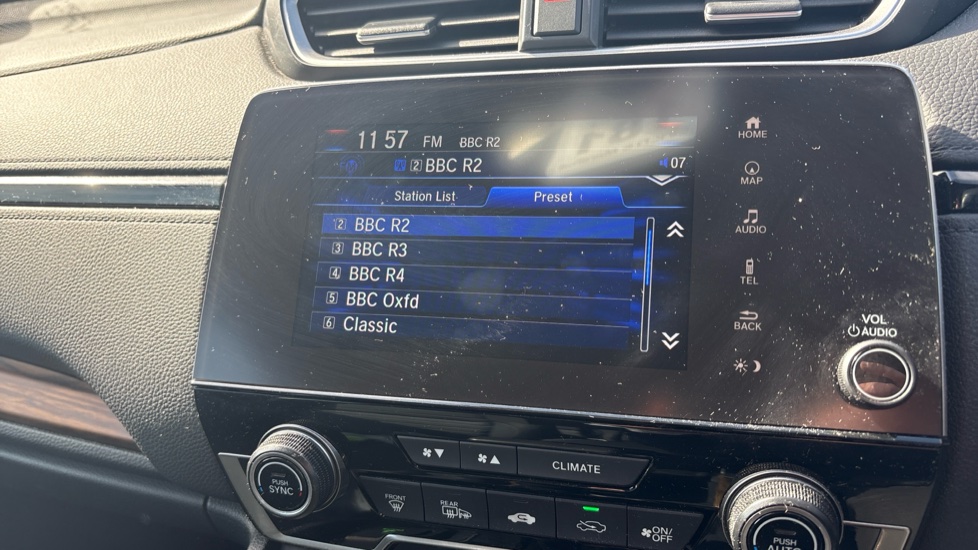 11 57 FM BBC R2
2 BBC R2 07
Station List Preset
2 BBC R2
3 BBC R3
4 BBC R4
5 BBC Oxfd
6 Classic
HOME
MAP
AUDIO
TEL
BACK
VOL
AUDIO
PUSH
SYNC
CLIMATE
FRONT
REAR
ON/
OFF
PUSH
AUTO